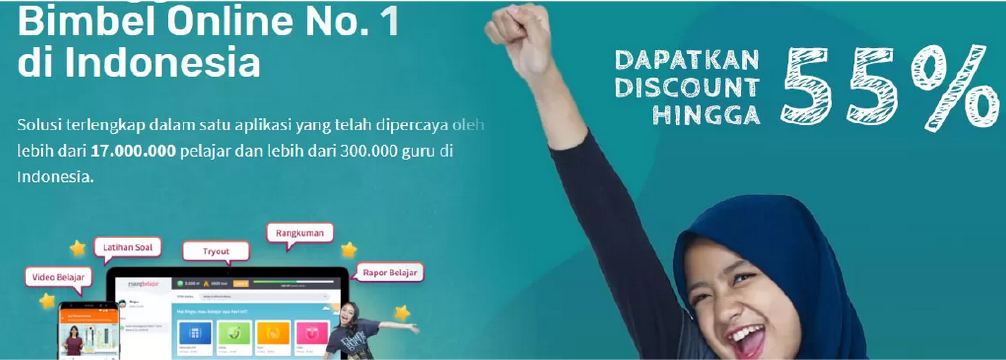 Bimbel Online No. 1
di Indonesia
Solusi terlengkap dalam satu aplikasi yang telah dipercaya oleh
lebih dari 17.000.000 pelajar dan lebih dari 300.000 guru di
Indonesia.
DAPATKAN
DISCOUNT
HINGGA
55%
Rangkuman
Latihan Soal
Tryout
Rapor Belajar
Video Belajar
ruangbelajar